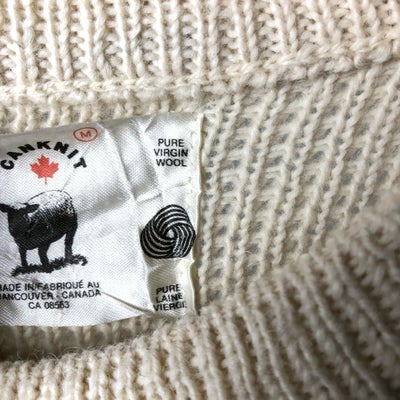 M
CANKNIT
PURE
VIRGIN
WOOL
MADE IN/FABRIQUÉ AU
VANCOUVER - CANADA
CA 08563
PURE
LAINE
VIERGE